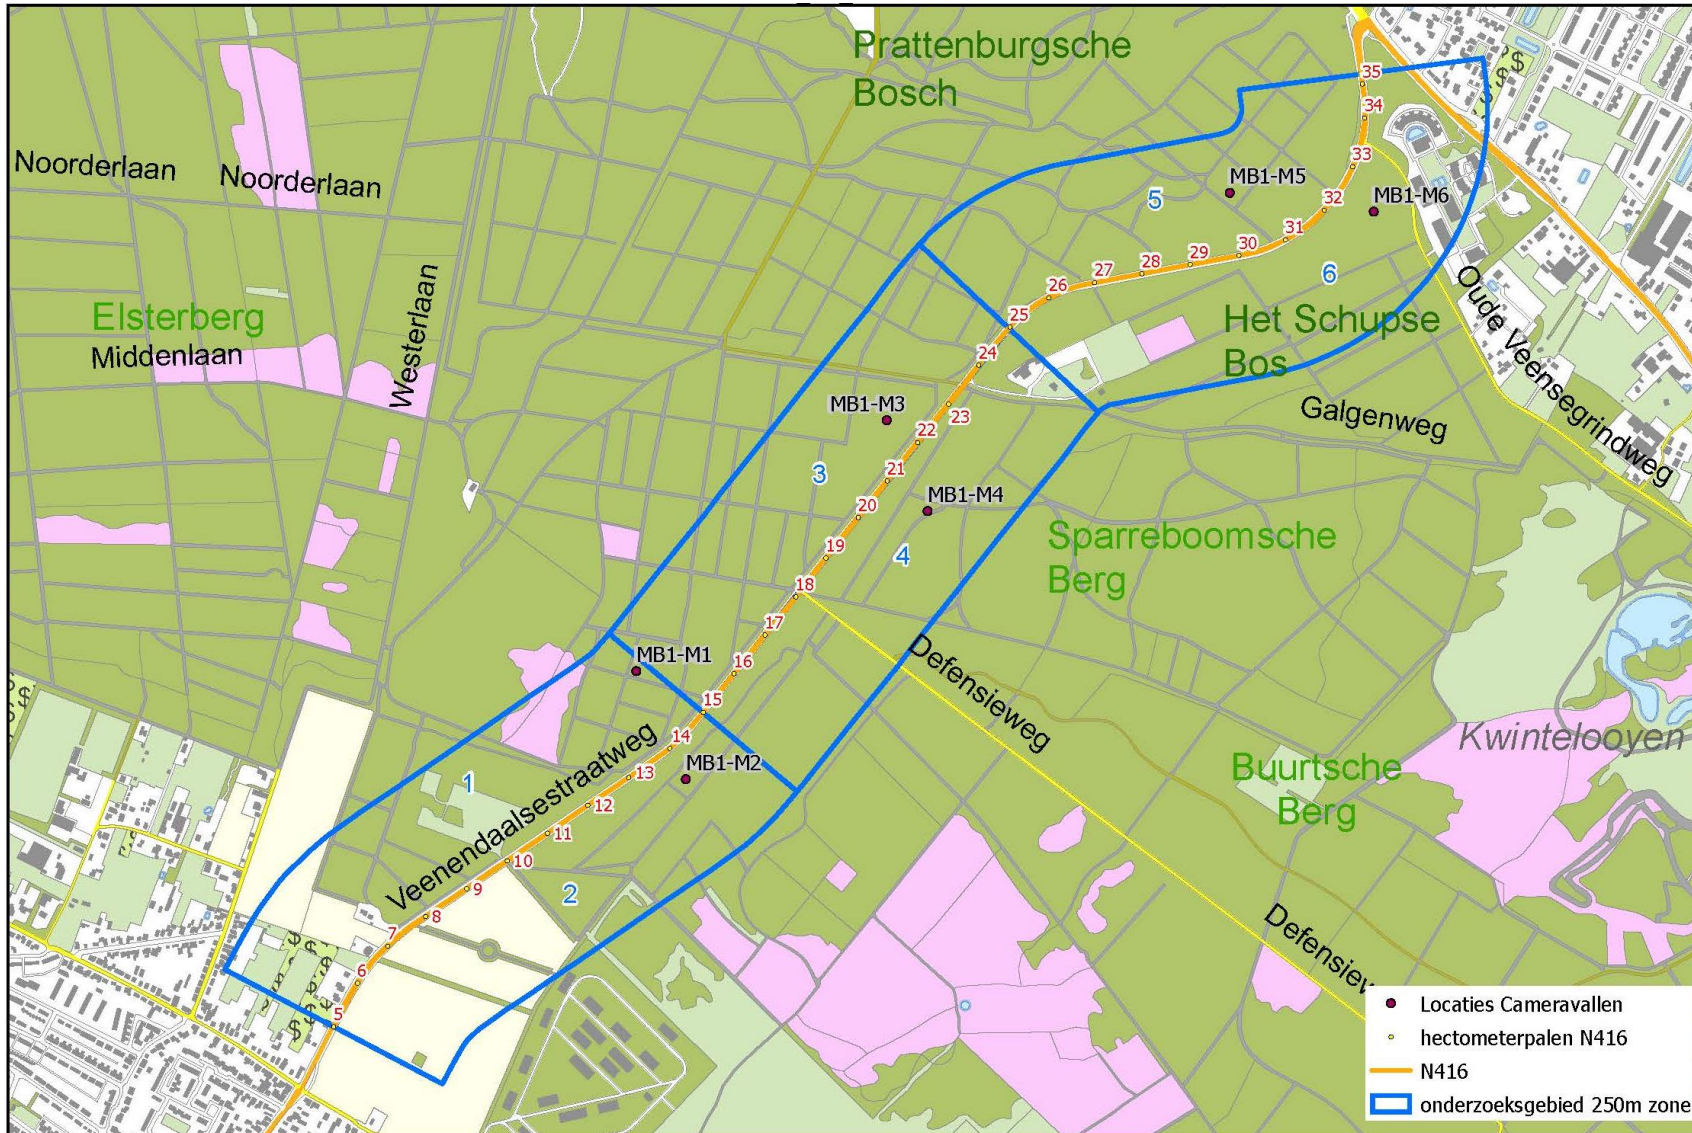 Prattenburgsche
Bosch
35
34
33
Noorderlaan
Noorderlaan
MB1-M5
MB1-M6
5
32
31
30
29
28
27
26
25
6
Elsterberg
Middenlaan
Westerlaan
Het Schupse
Bos
Oude Veensegrindweg
24
23
MB1-M3
22
Galgenweg
3
21
MB1-M4
20
Sparreboomsche
Berg
19
4
18
17
MB1-M1
16
Defensieweg
15
14
Veenendaalsestraatweg
MB1-M2
13
Kwintelooyen
Buurtsche
Berg
1
12
11
10
9
2
8
7
6
5
Defensiew
Locaties Cameravallen
hectometerpalen N416
N416
onderzoeksgebied 250m zone